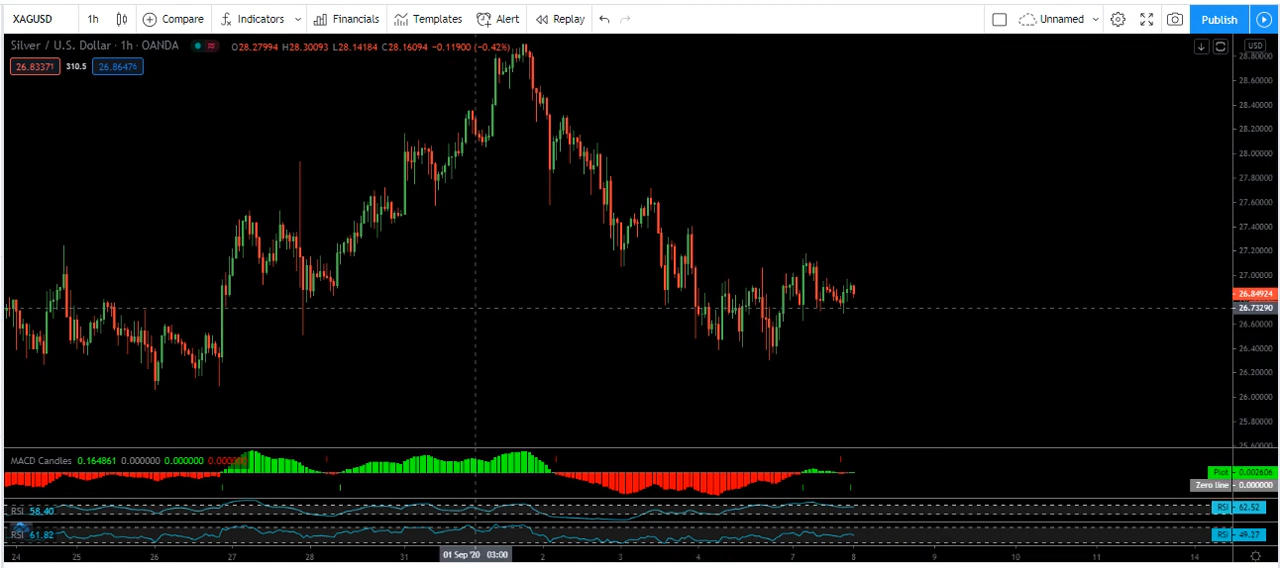 XAGUSD 1h Compare Indicators Financials Templates Alert Replay Unnamed Publish
Silver / U.S. Dollar · 1h · OANDA O28.27994 H28.30093 L28.14184 C28.16094 −0.11900 (−0.42%) USD
26.83371 310.5 26.86476
28.80000
28.60000
28.40000
28.20000
28.00000
27.80000
27.60000
27.40000
27.20000
27.00000
26.84924
26.73290
26.60000
26.40000
26.20000
26.00000
25.80000
25.60000
MACD Candles 0.164861 0.000000 0.000000
Plot 0.002606
Zero line 0.000000
RSI 58.40 RSI 62.52
RSI 61.82 RSI 49.27
24 25 26 27 28 31 01 Sep '20 03:00 2 3 4 7 8 9 10 11 14